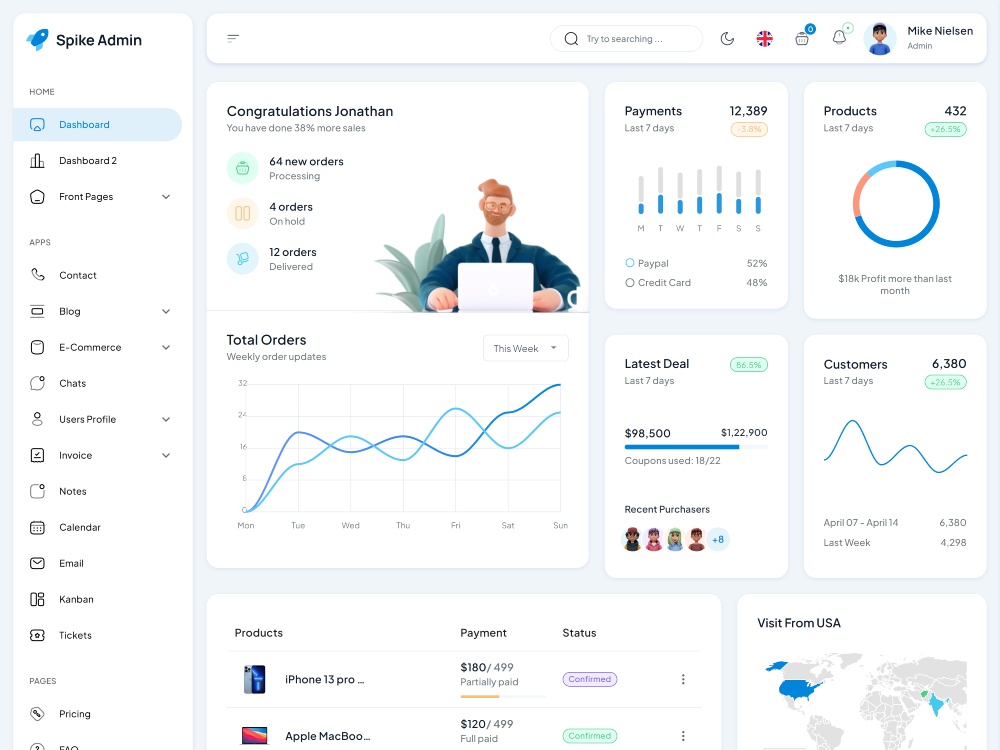 Spike Admin
HOME
Dashboard
Dashboard 2
Front Pages
APPS
Contact
Blog
E-Commerce
Chats
Users Profile
Invoice
Notes
Calendar
Email
Kanban
Tickets
PAGES
Pricing
FAQ
Try to searching ...
0
Mike Nielsen
Admin
Congratulations Jonathan
You have done 38% more sales
64 new orders
Processing
4 orders
On hold
12 orders
Delivered
Total Orders
Weekly order updates
This Week
32
24
16
8
0
Mon Tue Wed Thu Fri Sat Sun
Payments 12,389
Last 7 days -3.8%
M T W T F S S
Paypal 52%
Credit Card 48%
Products 432
Last 7 days +26.5%
$18k Profit more than last
month
Latest Deal 86.5%
Last 7 days
$98,500 $1,22,900
Coupons used: 18/22
Recent Purchasers
+8
Customers 6,380
Last 7 days +26.5%
April 07 - April 14 6,380
Last Week 4,298
Products Payment Status
iPhone 13 pro ... $180/ 499 Confirmed
Partially paid
Apple MacBoo... $120/ 499 Confirmed
Full paid
Visit From USA